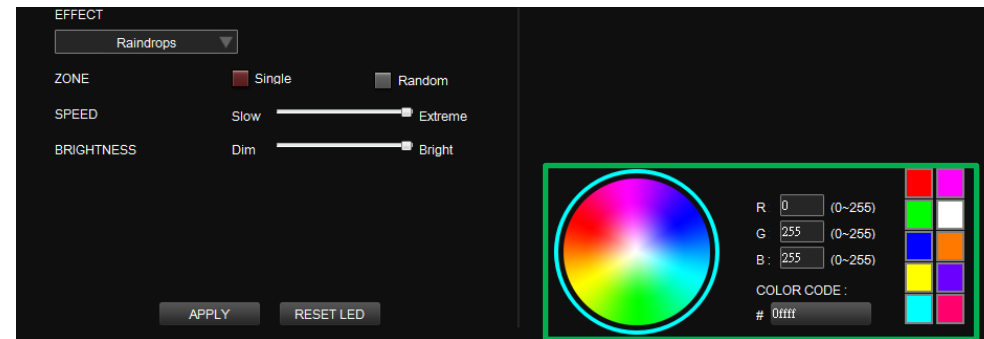 EFFECT
Raindrops
ZONE Single Random
SPEED Slow Extreme
BRIGHTNESS Dim Bright
APPLY RESET LED
R 0 (0~255)
G 255 (0~255)
B: 255 (0~255)
COLOR CODE :
# 0ffff